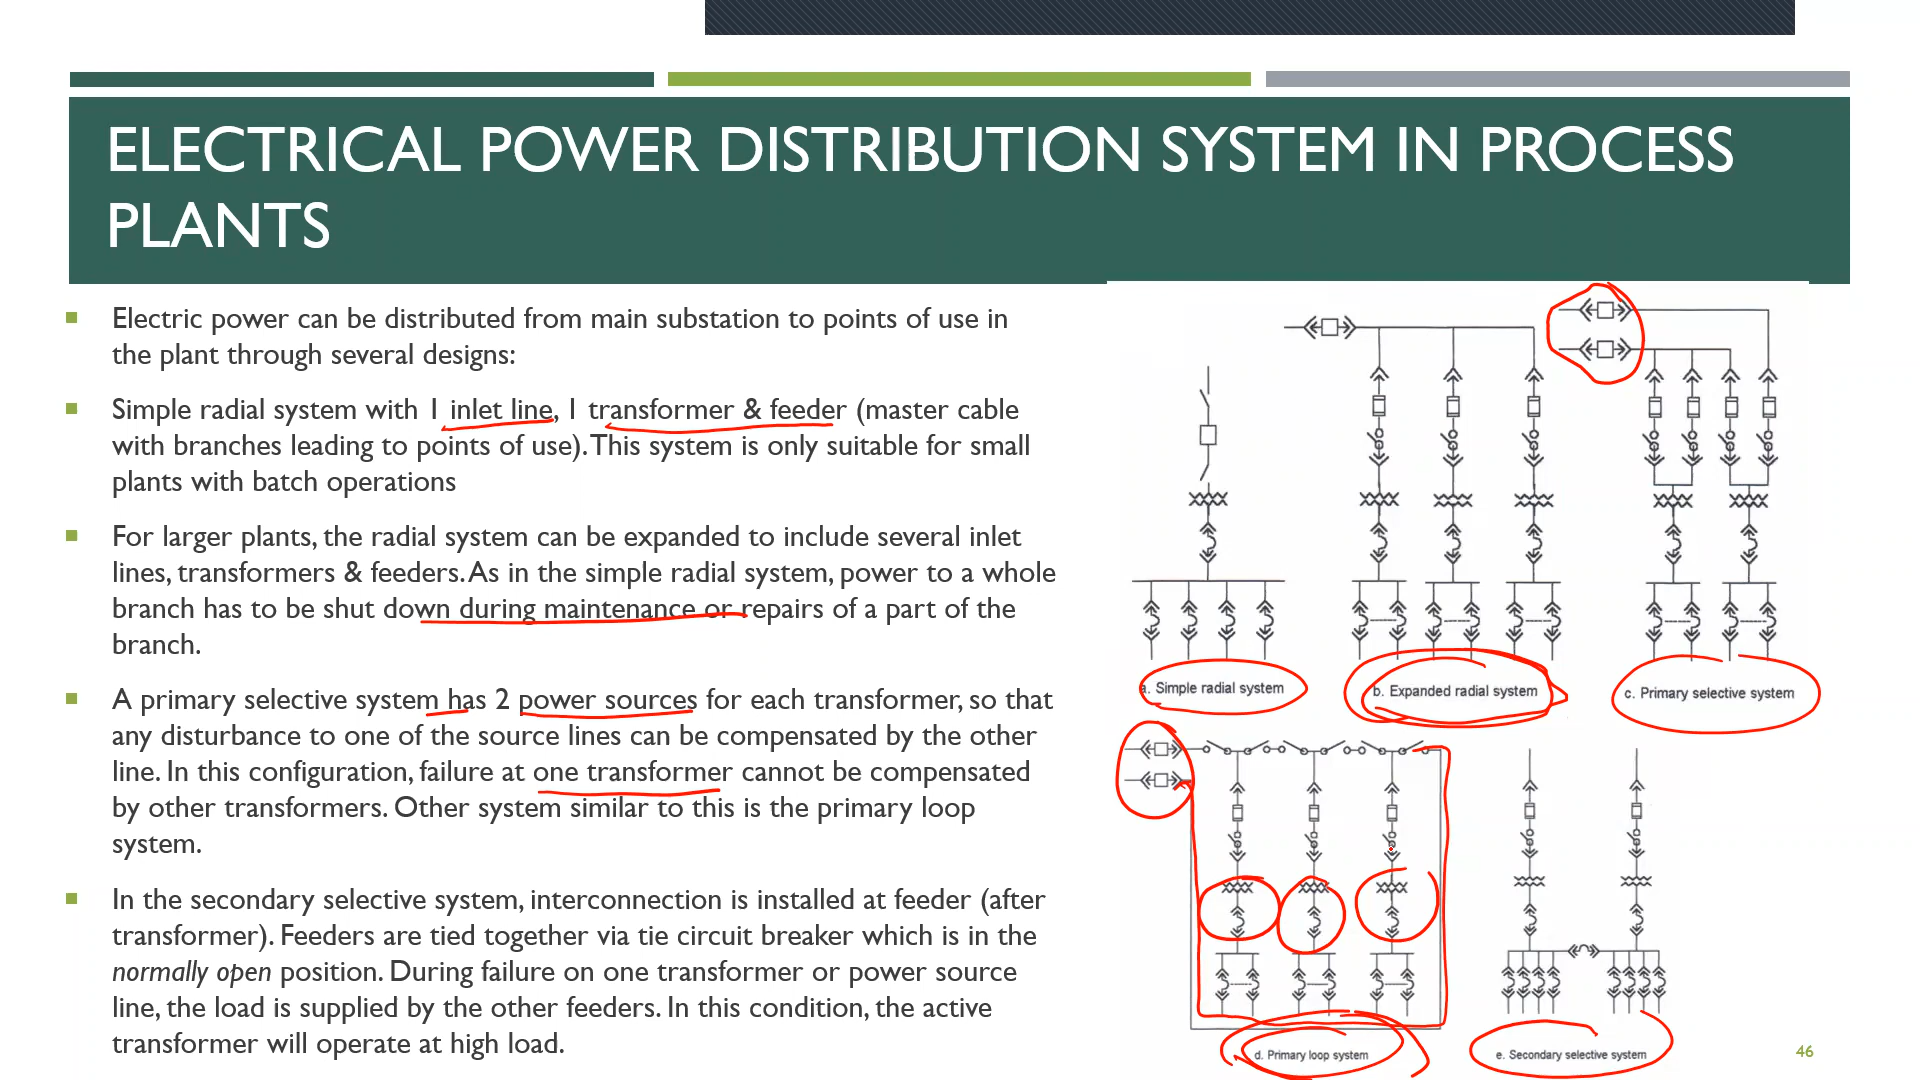 ELECTRICAL POWER DISTRIBUTION SYSTEM IN PROCESS
PLANTS
Electric power can be distributed from main substation to points of use in
the plant through several designs:
Simple radial system with 1 inlet line, 1 transformer & feeder (master cable
with branches leading to points of use). This system is only suitable for small
plants with batch operations
For larger plants, the radial system can be expanded to include several inlet
lines, transformers & feeders. As in the simple radial system, power to a whole
branch has to be shut down during maintenance or repairs of a part of the
branch.
A primary selective system has 2 power sources for each transformer, so that
any disturbance to one of the source lines can be compensated by the other
line. In this configuration, failure at one transformer cannot be compensated
by other transformers. Other system similar to this is the primary loop
system.
In the secondary selective system, interconnection is installed at feeder (after
transformer). Feeders are tied together via tie circuit breaker which is in the
normally open position. During failure on one transformer or power source
line, the load is supplied by the other feeders. In this condition, the active
transformer will operate at high load.
a. Simple radial system
b. Expanded radial system
c. Primary selective system
d. Primary loop system
e. Secondary selective system
46